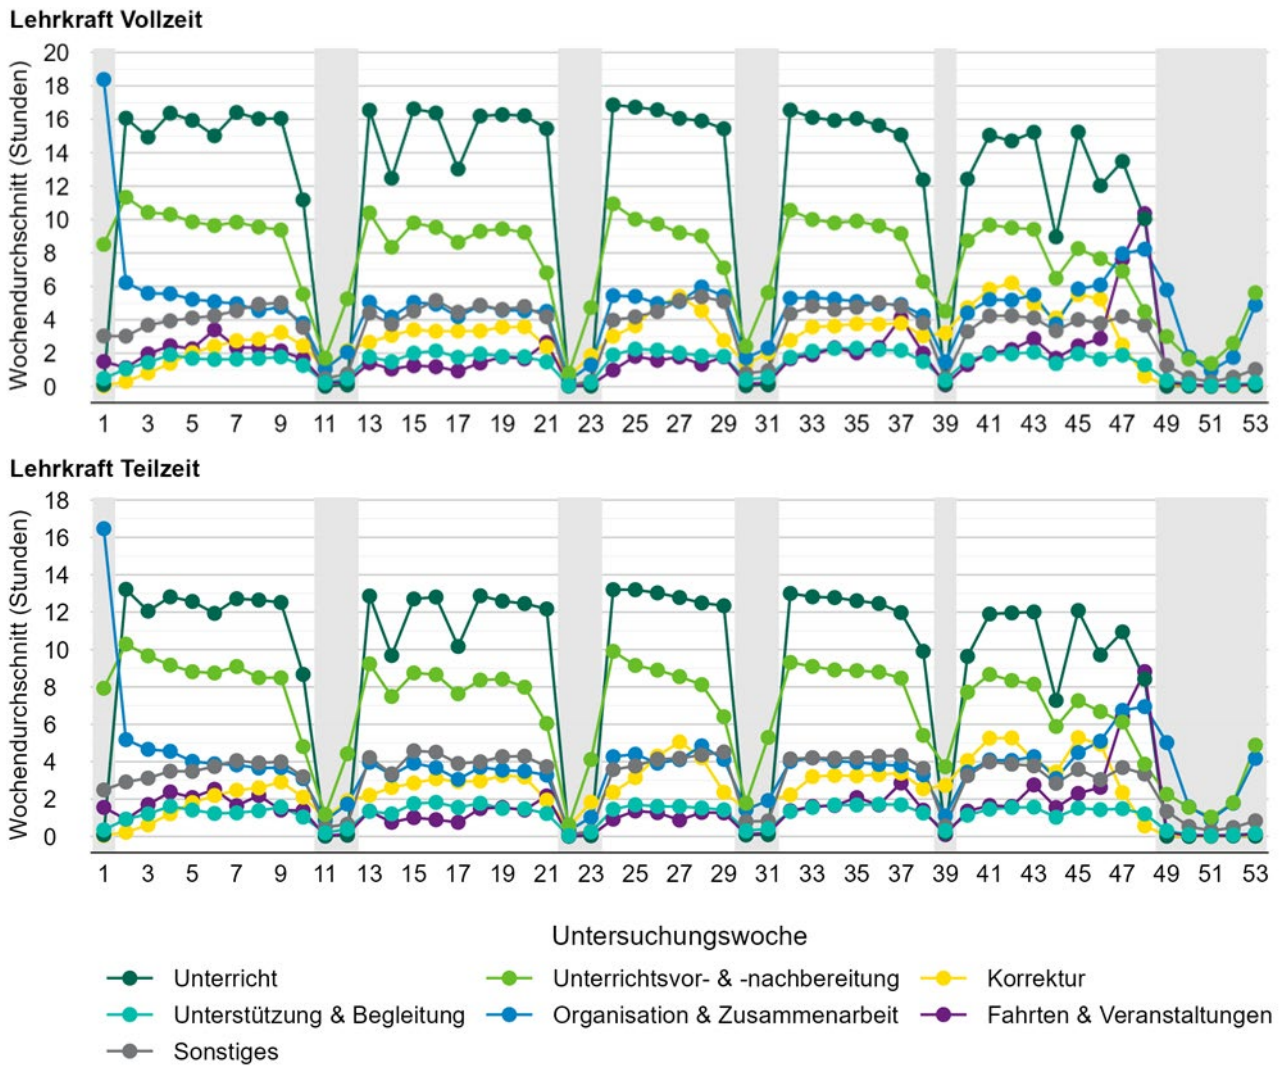 Lehrkraft Vollzeit
Wochendurchschnitt (Stunden)
20
18
16
14
12
10
8
6
4
2
0
1 3 5 7 9 11 13 15 17 19 21 23 25 27 29 31 33 35 37 39 41 43 45 47 49 51 53
Lehrkraft Teilzeit
Wochendurchschnitt (Stunden)
18
16
14
12
10
8
6
4
2
0
1 3 5 7 9 11 13 15 17 19 21 23 25 27 29 31 33 35 37 39 41 43 45 47 49 51 53
Untersuchungswoche
Unterricht Unterrichtsvor- & -nachbereitung Korrektur
Unterstützung & Begleitung Organisation & Zusammenarbeit Fahrten & Veranstaltungen
Sonstiges